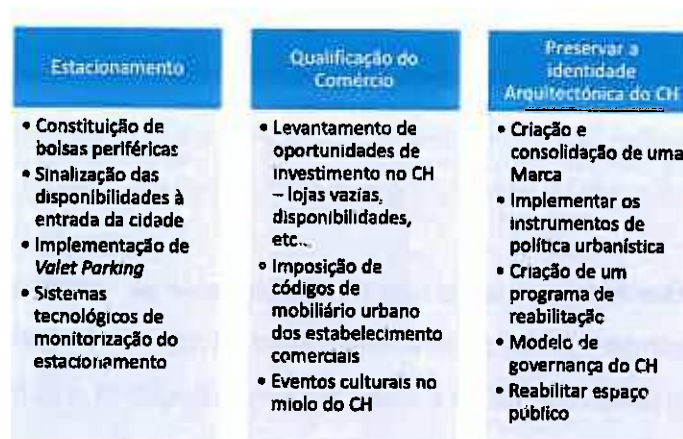 Estacionamento
• Constituição de
bolsas periféricas
• Sinalização das
disponibilidades à
entrada da cidade
• Implementação de
Valet Parking
• Sistemas
tecnológicos de
monitorização do
estacionamento
Qualificação do
Comércio
• Levantamento de
oportunidades de
investimento no CH
– lojas vazias,
disponibilidades,
etc...
• Imposição de
códigos de
mobiliário urbano
dos estabelecimento
comerciais
• Eventos culturais no
miolo do CH
Preservar a
identidade
Arquitectónica do CH
• Criação e
consolidação de uma
Marca
• Implementar os
instrumentos de
política urbanística
• Criação de um
programa de
reabilitação
• Modelo de
governança do CH
• Reabilitar espaço
público